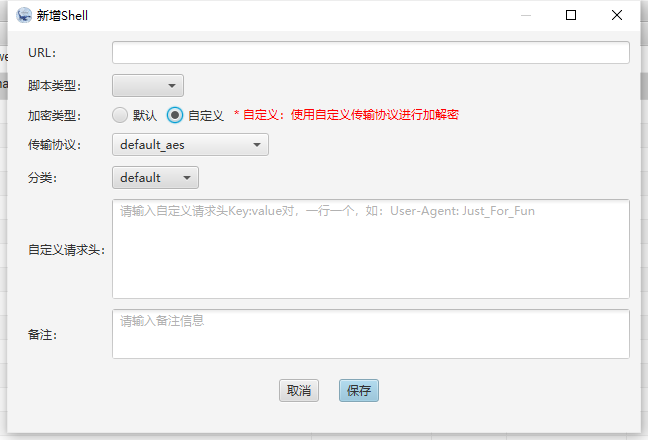 新增Shell
URL:
脚本类型:
加密类型: 默认 自定义 * 自定义：使用自定义传输协议进行加解密
传输协议: default_aes
分类: default
自定义请求头: 请输入自定义请求头Key:value对，一行一个，如：User-Agent: Just_For_Fun
备注: 请输入备注信息
取消 保存